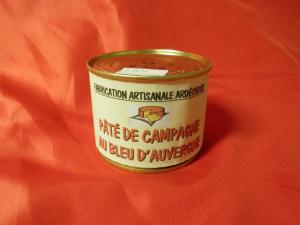 FABRICATION ARTISANALE ARDÉCHOISE
PÂTÉ DE CAMPAGNE
AU BLEU D'AUVERGNE